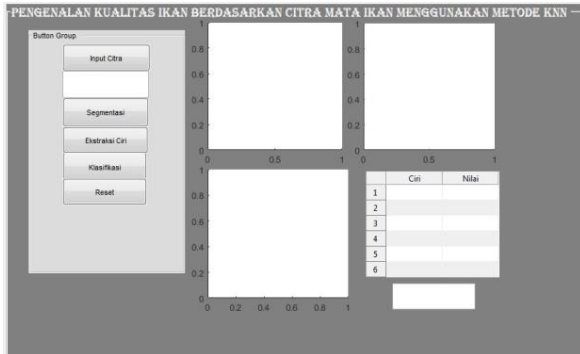 PENGENALAN KUALITAS IKAN BERDASARKAN CITRA MATA IKAN MENGGUNAKAN METODE KNN
Button Group
Input Citra
Segmentasi
Ekstraksi Ciri
Klasifikasi
Reset
1
0.8
0.6
0.4
0.2
0
0 0.5 1
1
0.8
0.6
0.4
0.2
0
0 0.5 1
1
0.8
0.6
0.4
0.2
0
0 0.2 0.4 0.6 0.8 1
Ciri Nilai
1
2
3
4
5
6